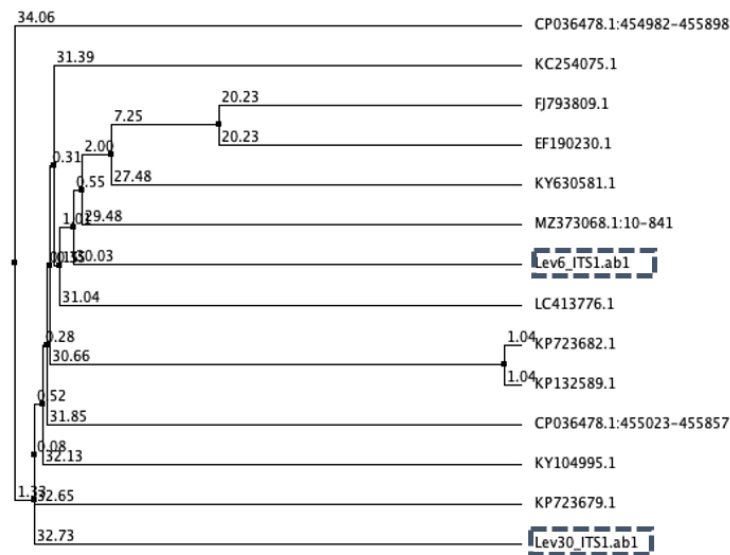 34.06 CP036478.1:454982-455898
31.39 KC254075.1
20.23 FJ793809.1
7.25
20.23 EF190230.1
2.00
0.31
27.48 KY630581.1
0.55
29.48 MZ373068.1:10-841
30.03 Lev6_ITS1.ab1
31.04 LC413776.1
1.04 KP723682.1
0.28
30.66
1.04 KP132589.1
0.52
31.85 CP036478.1:455023-455857
0.08
32.13 KY104995.1
32.65 KP723679.1
32.73 Lev30_ITS1.ab1